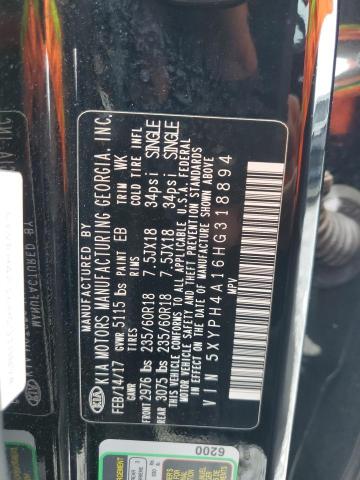 MANUFACTURED BY
KIA KIA MOTORS MANUFACTURING GEORGIA, INC.
FEB/14/17 GVWR 5115 lbs PAINT EB TRIM WK
TIRES RIMS COLD TIRE INFL
FRONT 2976 lbs 235/60R18 7.5JX18 34psi SINGLE
REAR 3075 lbs 235/60R18 7.5JX18 34psi SINGLE
THIS VEHICLE CONFORMS TO ALL APPLICABLE U.S.A. FEDERAL
MOTOR VEHICLE SAFETY AND THEFT PREVENTION STANDARDS
IN EFFECT ON THE DATE OF MANUFACTURE SHOWN ABOVE.
VIN 5XYPH4A16HG318894 MPV
6200